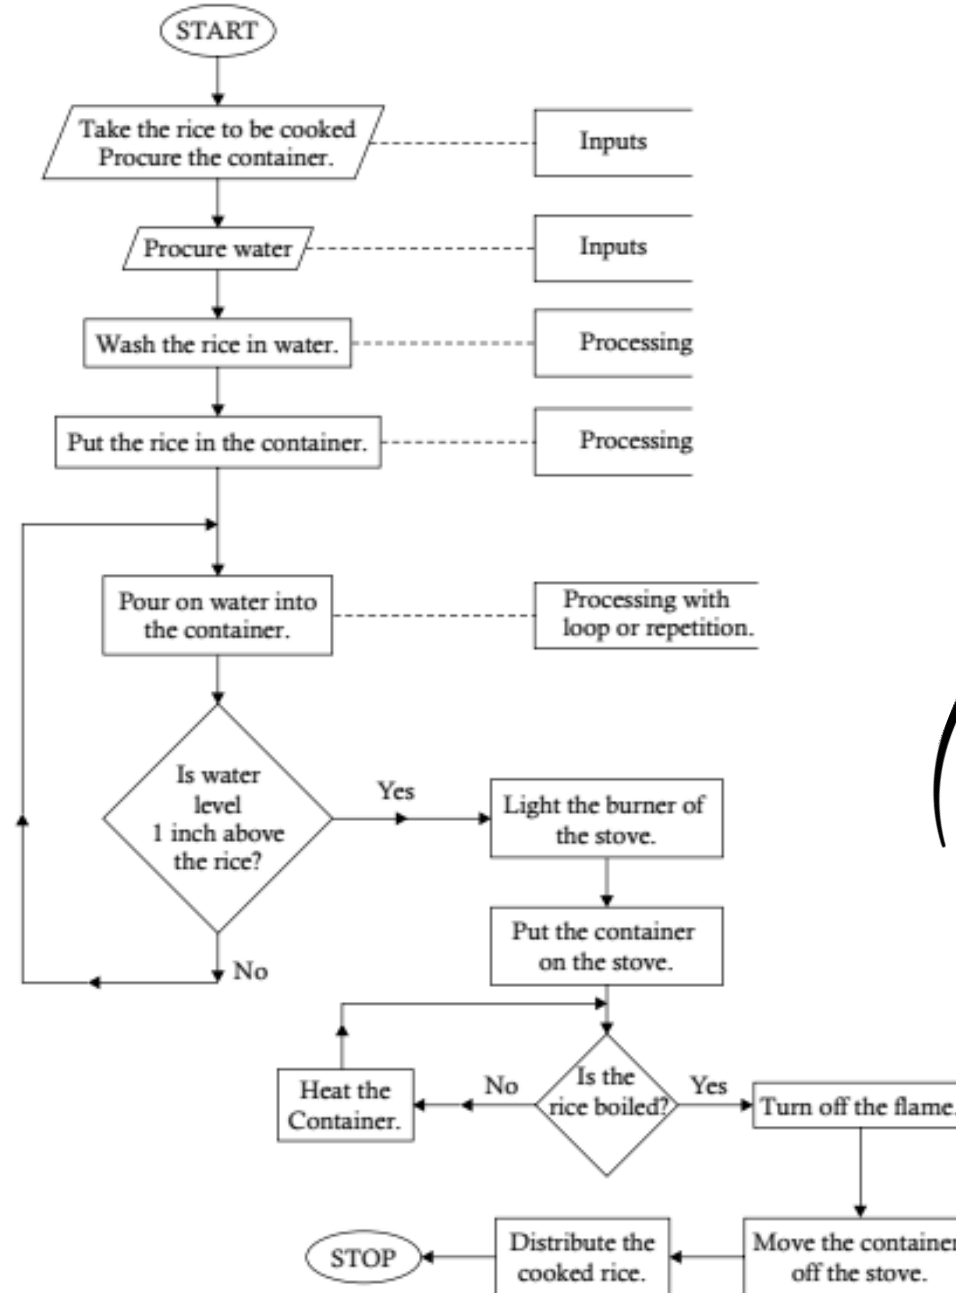 START
Take the rice to be cooked
Procure the container.
Inputs
Procure water
Inputs
Wash the rice in water.
Processing
Put the rice in the container.
Processing
Pour on water into
the container.
Processing with
loop or repetition.
Is water
level
1 inch above
the rice?
Yes
No
Light the burner of
the stove.
Put the container
on the stove.
Is the
rice boiled?
No
Heat the
Container.
Yes
Turn off the flame.
Move the container
off the stove.
Distribute the
cooked rice.
STOP